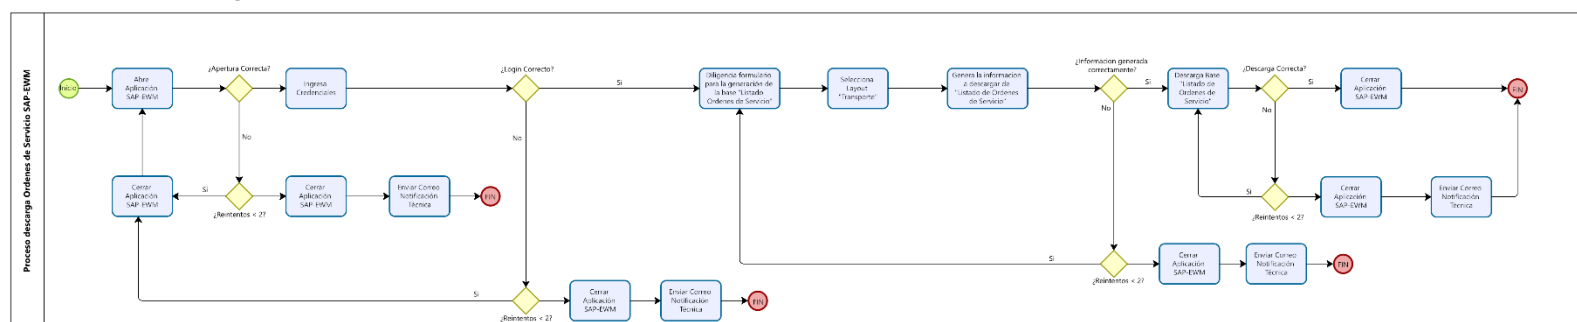 Proceso descarga Ordenes de Servicio SAP-EWM
Inicio
Abre
Aplicación
SAP-EWM
¿Apertura Correcta?
Ingresa
Credenciales
¿Login Correcto?
Si
Diligencia formulario
para la generación de
la base "Listado
Ordenes de Servicio"
Selecciona
Layout
"Transporte"
Genera la informacion
a descargar de
"Listado de Ordenes
de Servicio"
¿Informacion generada
correctamente?
Si
Descarga Base
"Listado de
Ordenes de
Servicio"
¿Descarga Correcta?
Si
Cerrar
Aplicación
SAP-EWM
FIN
No
No
No
No
Cerrar
Aplicación
SAP-EWM
Si
¿Reintentos < 2?
Cerrar
Aplicación
SAP-EWM
Enviar Correo
Notificación
Técnica
FIN
Si
¿Reintentos < 2?
Cerrar
Aplicación
SAP-EWM
Enviar Correo
Notificación
Técnica
Si
¿Reintentos < 2?
Cerrar
Aplicación
SAP-EWM
Enviar Correo
Notificación
Técnica
FIN
Si
¿Reintentos < 2?
Cerrar
Aplicación
SAP-EWM
Enviar Correo
Notificación
Técnica
FIN